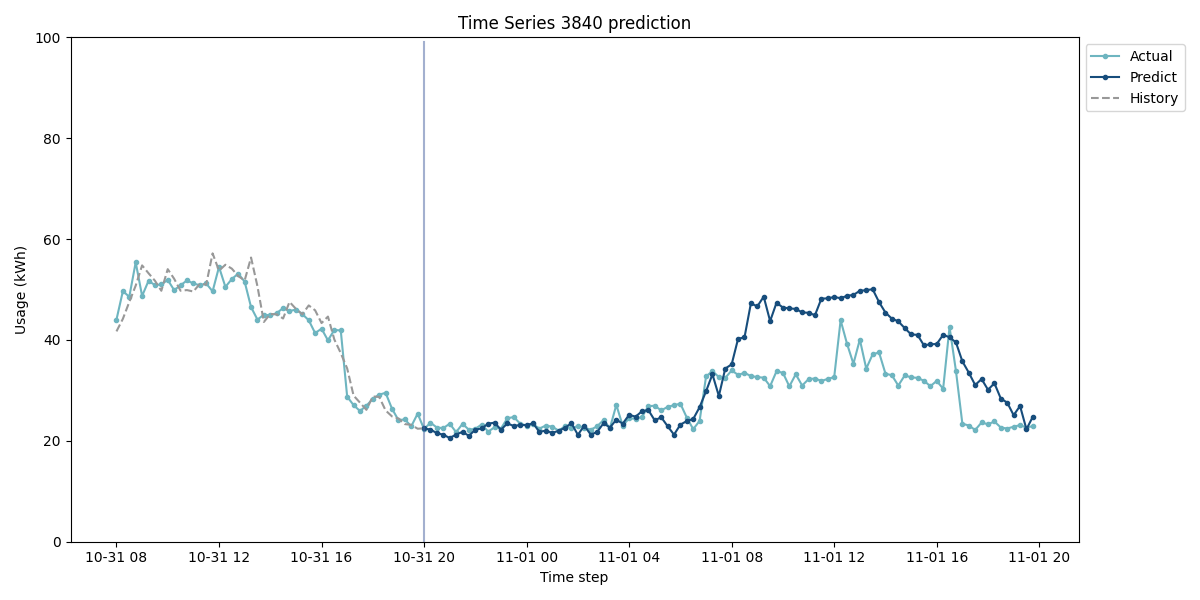 Time Series 3840 prediction
100
80
60
40
20
0
Usage (kWh)
10-31 08
10-31 12
10-31 16
10-31 20
11-01 00
11-01 04
11-01 08
11-01 12
11-01 16
11-01 20
Time step
Actual
Predict
History